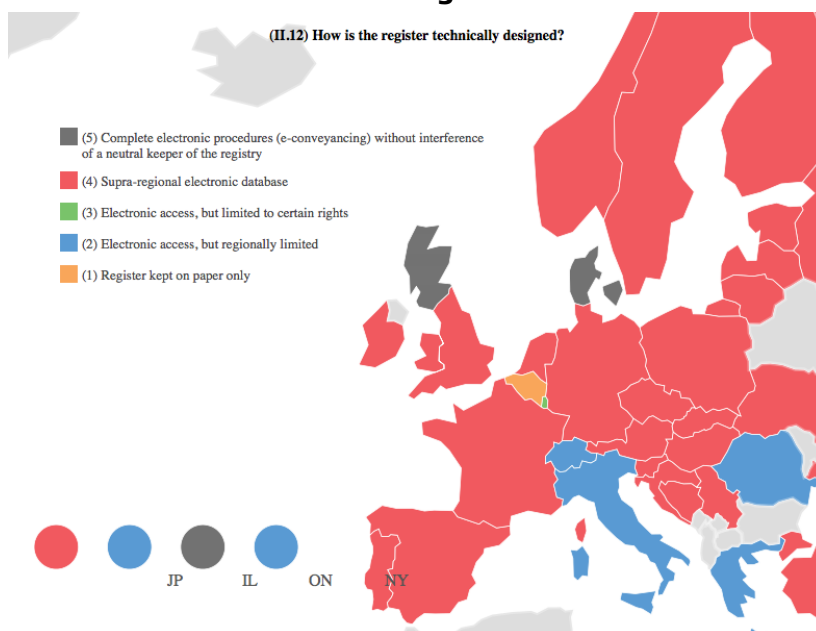 (II.12) How is the register technically designed?
(5) Complete electronic procedures (e-conveyancing) without interference
of a neutral keeper of the registry
(4) Supra-regional electronic database
(3) Electronic access, but limited to certain rights
(2) Electronic access, but regionally limited
(1) Register kept on paper only
JP IL ON NY